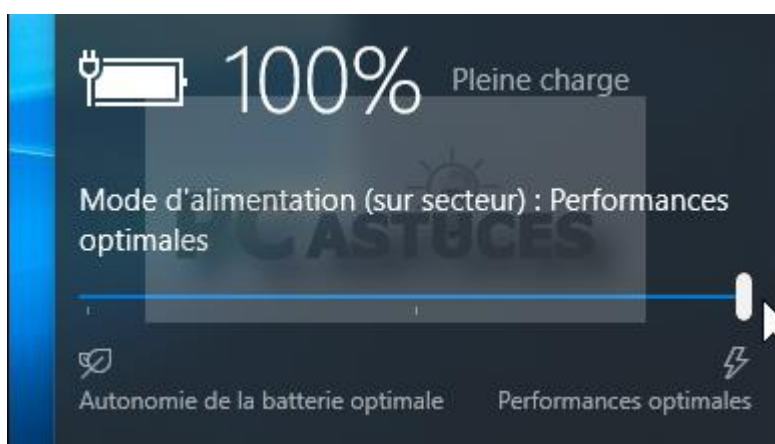 100% Pleine charge
Mode d'alimentation (sur secteur) : Performances
optimales
PC ASTUCES
Autonomie de la batterie optimale Performances optimales